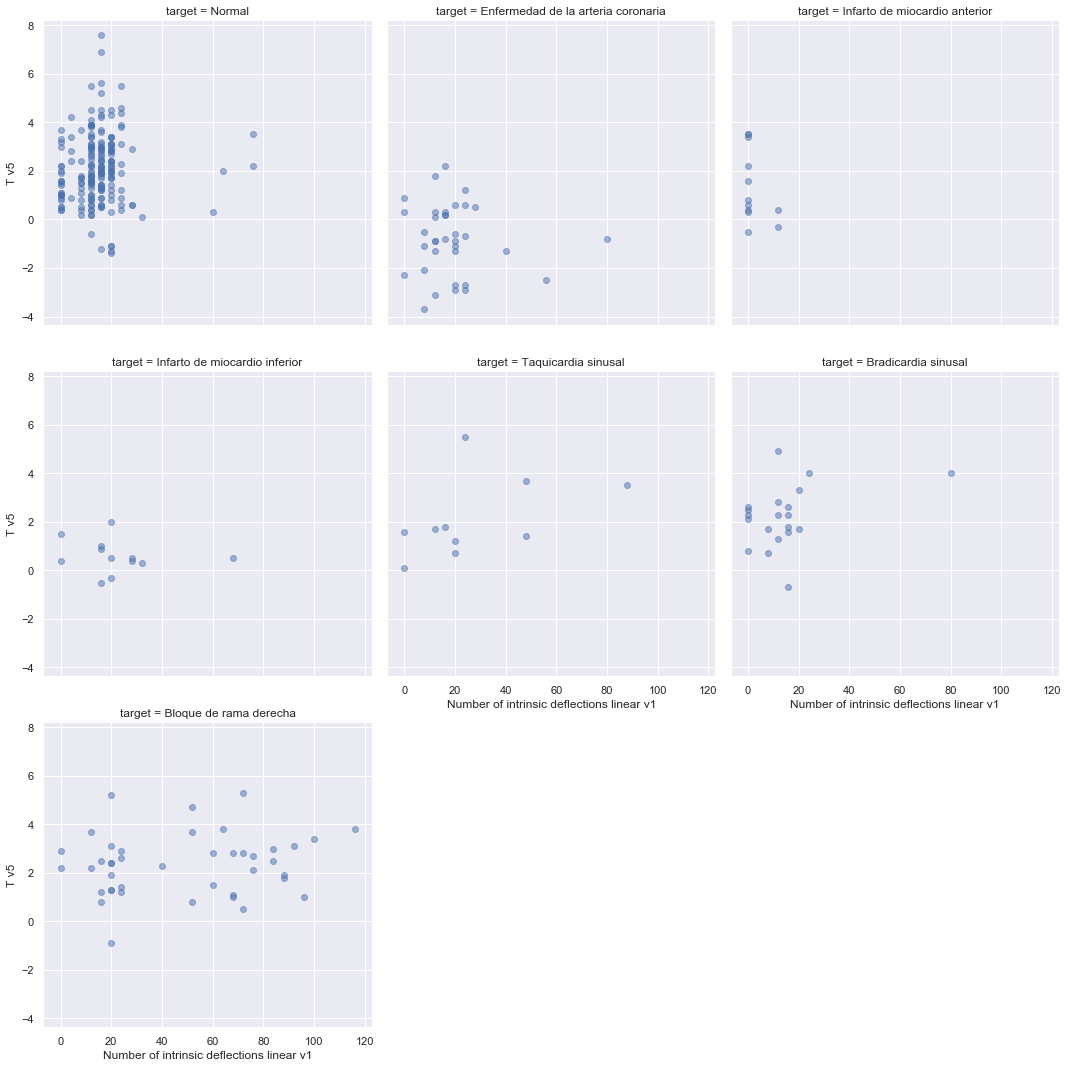 target = Normal
target = Enfermedad de la arteria coronaria
target = Infarto de miocardio anterior
8
6
4
2
0
−2
−4
T v5
target = Infarto de miocardio inferior
target = Taquicardia sinusal
target = Bradicardia sinusal
8
6
4
2
0
−2
−4
T v5
0 20 40 60 80 100 120
Number of intrinsic deflections linear v1
0 20 40 60 80 100 120
Number of intrinsic deflections linear v1
target = Bloque de rama derecha
8
6
4
2
0
−2
−4
T v5
0 20 40 60 80 100 120
Number of intrinsic deflections linear v1